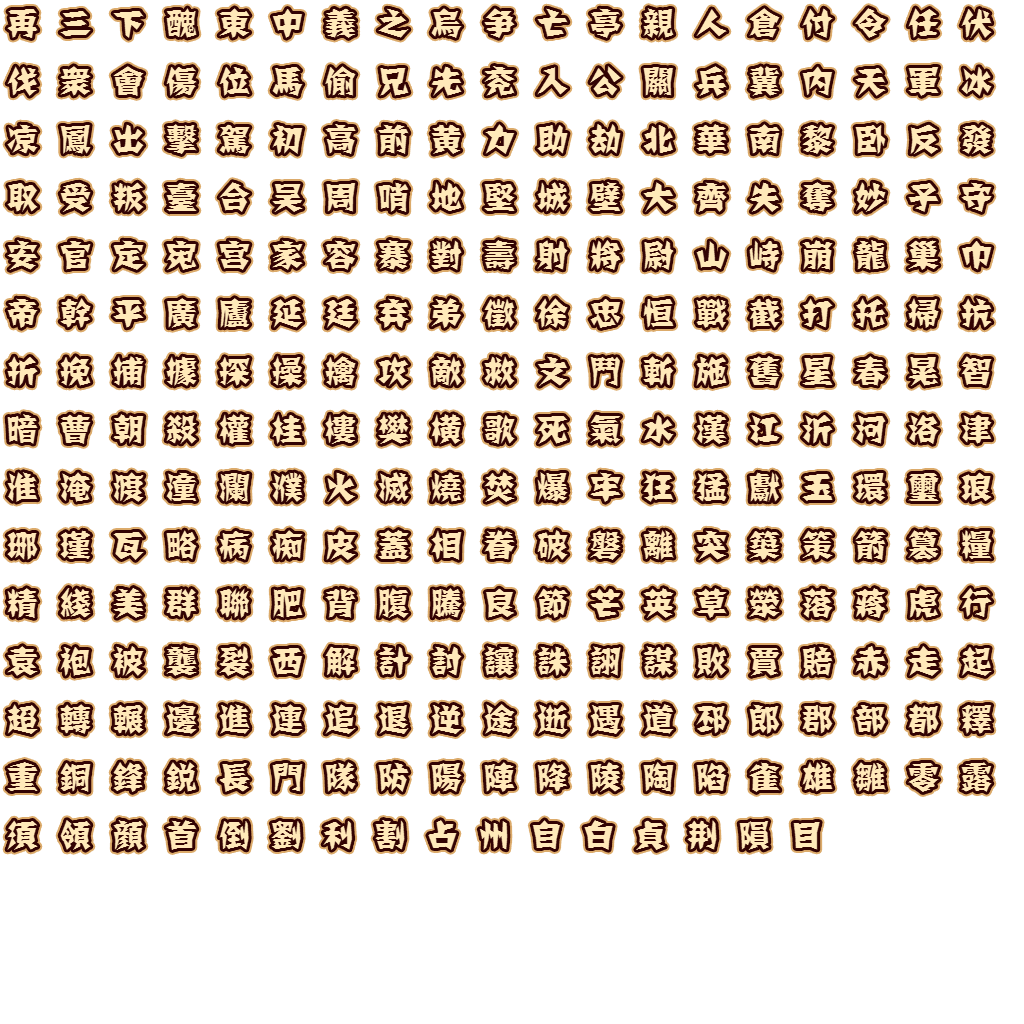 再三下醜東中義之烏爭亡亭親人倉付令任伏
伐衆會傷位馬偷兄先兗入公關兵冀内天軍冰
凉鳳出擊駕初高前黄力助劫北華南黎卧反發
取受叛臺合吴周哨地堅城壁大齊失奪妙子守
安官定宛宫家容寨對壽射將尉山峙崩龍巢巾
帝幹平廣廬延廷弃弟徵徐忠恒戰截打托掃抗
折挽捕據探操擒攻敵救文鬥斬施舊星春晃智
暗曹朝殺權桂樓樊横歌死氣水漢江沂河洛津
淮淹渡潼瀾濮火滅燒焚爆牢狂猛獻玉環璽琅
琊瑾瓦略病痴皮蓋相眷破磐離突築策箭篡糧
精綫美群聯肥背腹騰良節芒英草滎落蔣虎行
袁袍被襲裂西解計討讓誅詡謀敗賈賠赤走起
超轉輾邊進連追退逆途逝遇道邳郎郡部都釋
重銅鋒鋭長門隊防陽陣降陵陶陷雀雄雛零露
須領顔首倒劉利割占州自白貞荆隕目